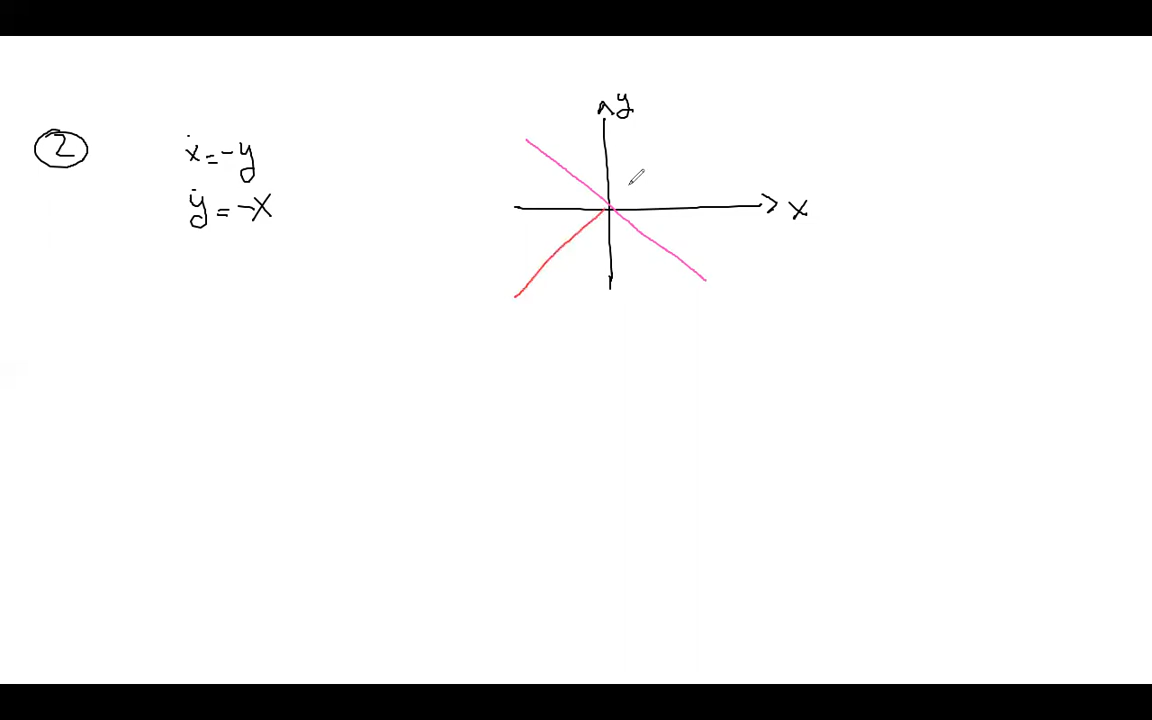 ②
ẋ = -y
ẏ = -x
y
x